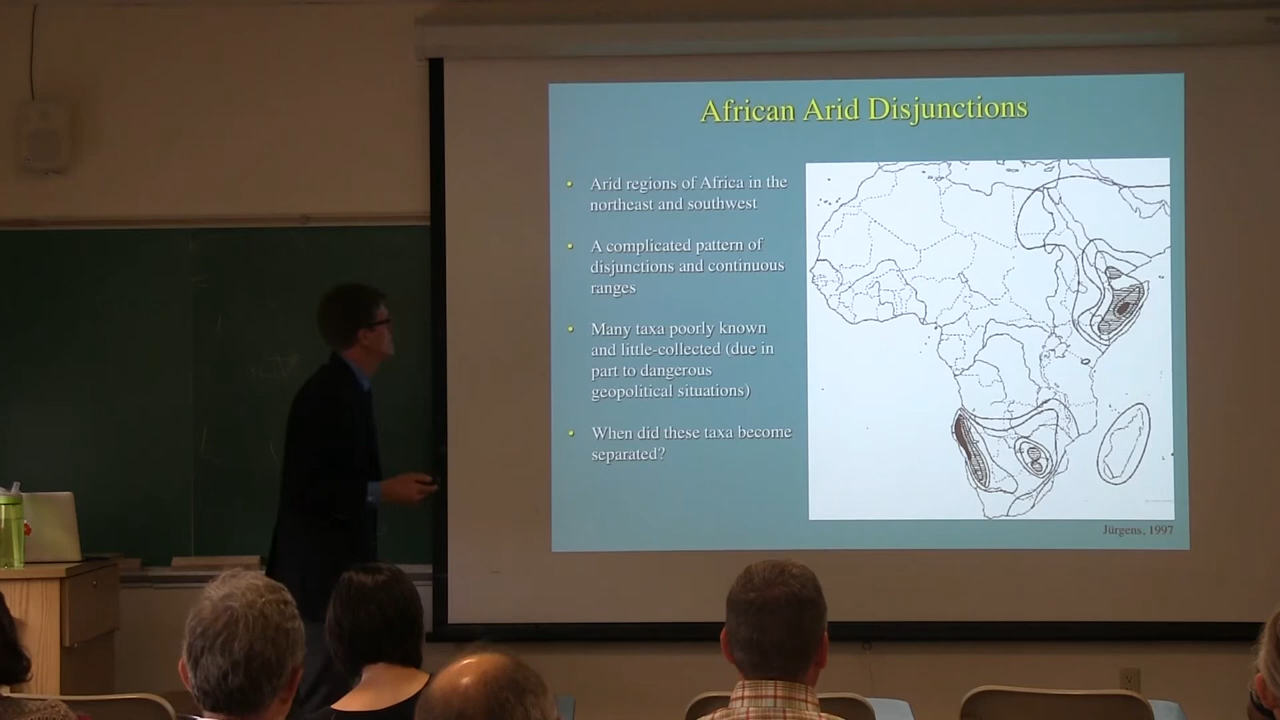 African Arid Disjunctions
• Arid regions of Africa in the
northeast and southwest
• A complicated pattern of
disjunctions and continuous
ranges
• Many taxa poorly known
and little-collected (due in
part to dangerous
geopolitical situations)
• When did these taxa become
separated?
Jürgens, 1997